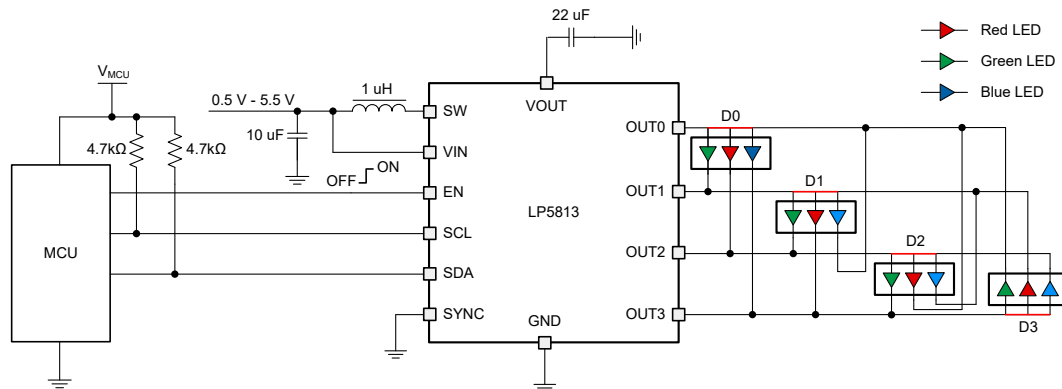 22 uF
Red LED
Green LED
Blue LED
VMCU
0.5 V - 5.5 V
1 uH
SW
VOUT
10 uF
VIN
OUT0
D0
4.7kΩ
4.7kΩ
OFF
ON
EN
LP5813
OUT1
D1
MCU
SCL
SDA
OUT2
D2
SYNC
GND
OUT3
D3